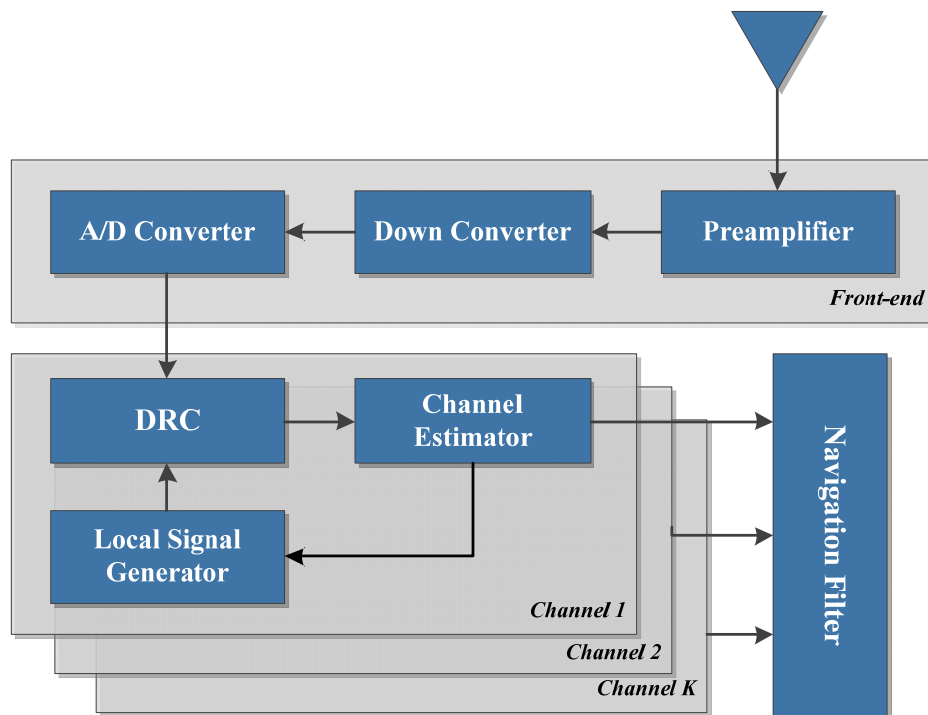 A/D Converter
Down Converter
Preamplifier
Front-end
DRC
Channel
Estimator
Local Signal
Generator
Channel 1
Channel 2
Channel K
Navigation Filter